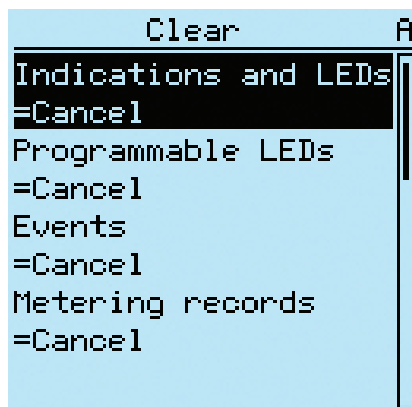 Clear A
Indications and LEDs
=Cancel
Programmable LEDs
=Cancel
Events
=Cancel
Metering records
=Cancel